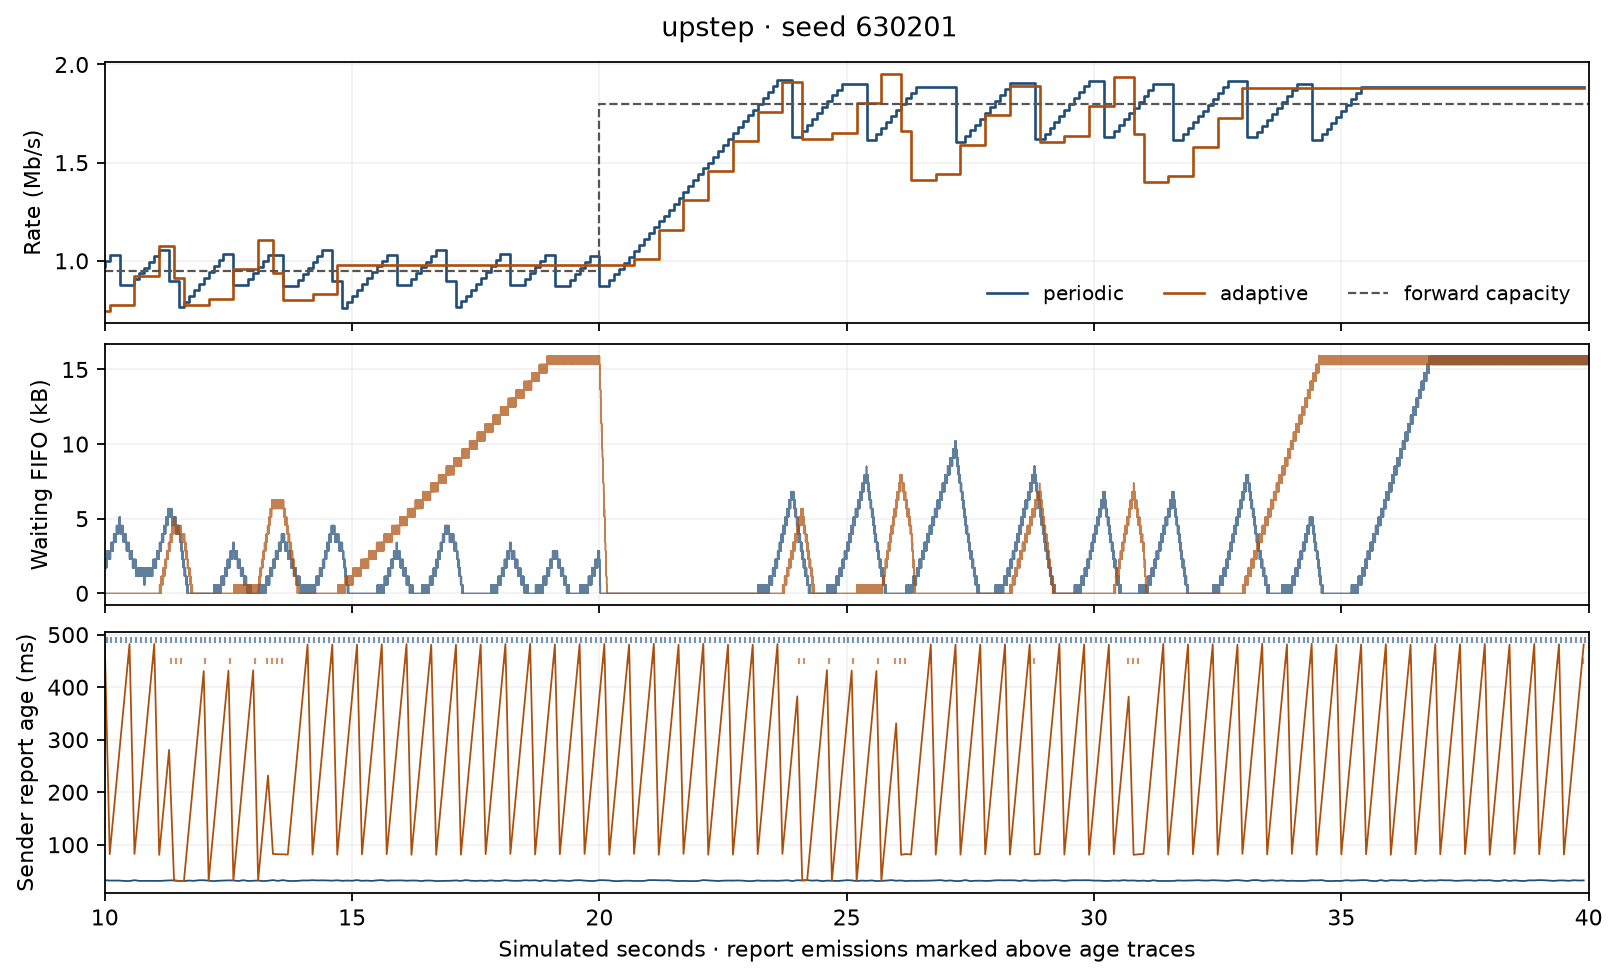 upstep · seed 630201
Rate (Mb/s)
2.0
1.5
1.0
periodic
adaptive
forward capacity
Waiting FIFO (kB)
15
10
5
0
Sender report age (ms)
500
400
300
200
100
10
15
20
25
30
35
40
Simulated seconds · report emissions marked above age traces